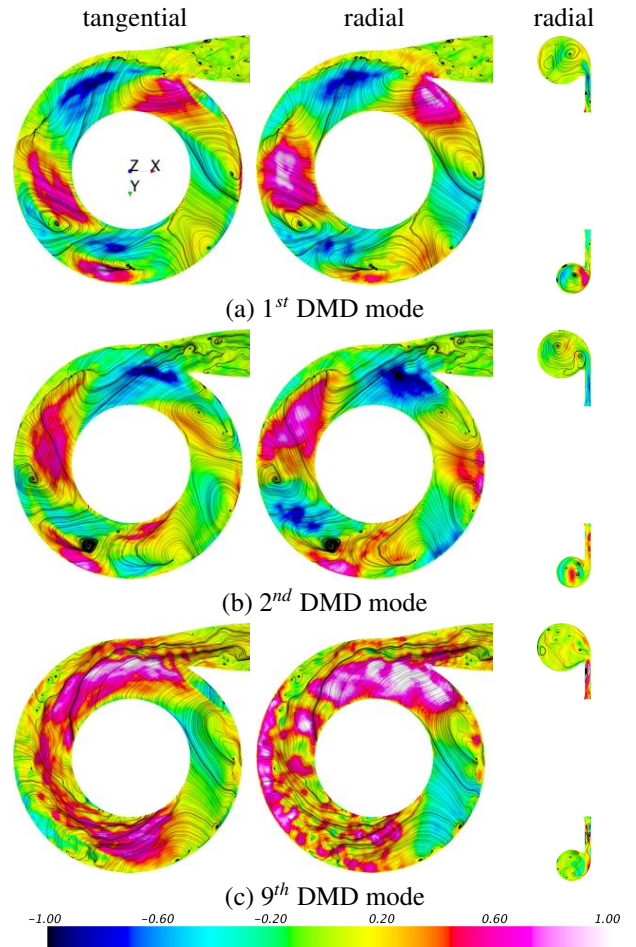 tangential radial radial
Z X
Y
(a) 1st DMD mode
(b) 2nd DMD mode
(c) 9th DMD mode
−1.00 −0.60 −0.20 0.20 0.60 1.00